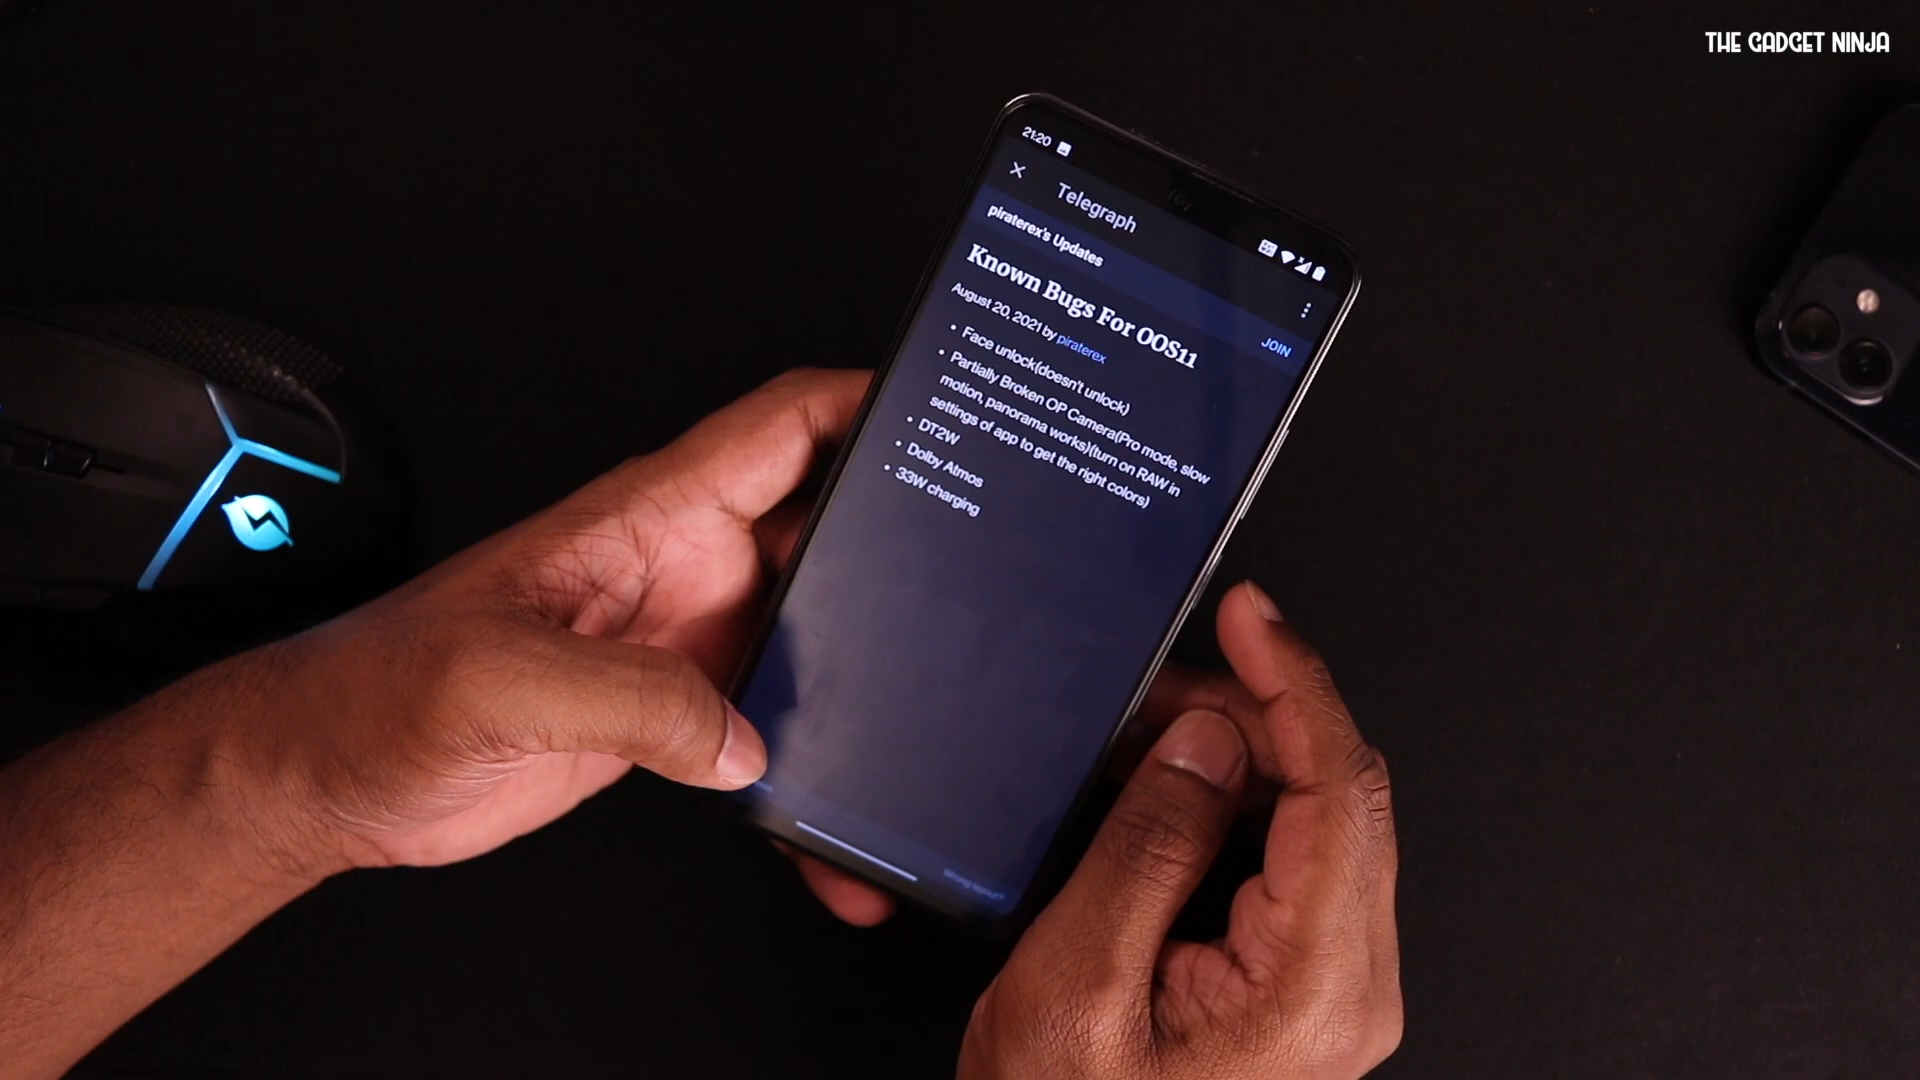 THE GADGET NINJA
21:20
Telegraph
piraterex's Updates
JOIN
Known Bugs For OOS11
August 20, 2021 by piraterex
• Face unlock(doesn't unlock)
• Partially Broken OP Camera(Pro mode, slow
motion, panorama works)(turn on RAW in
settings of app to get the right colors)
• DT2W
• Dolby Atmos
• 33W charging
Wrong layout?